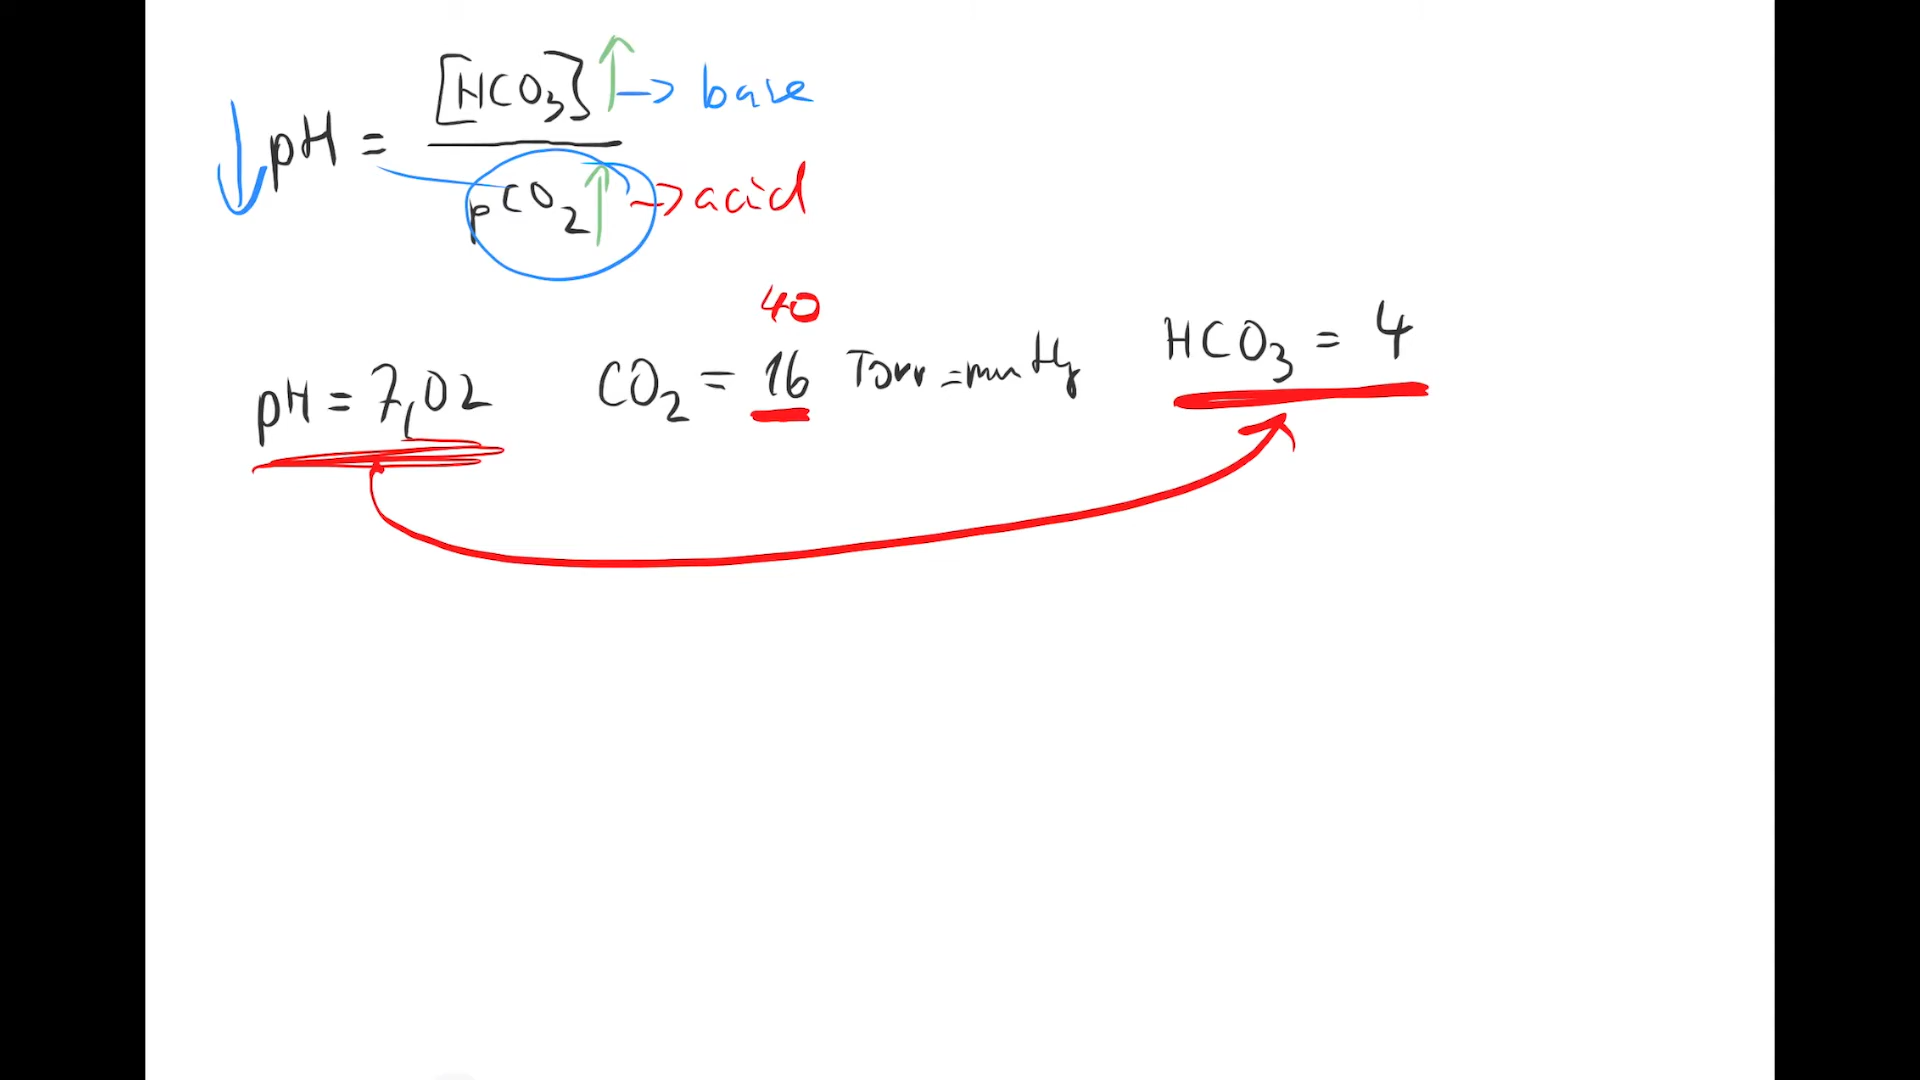 pH = [HCO3] ↑ → base
pCO2 ↑ → acid
40
pH = 7,02 CO2 = 16 Torr = mmHg HCO3 = 4